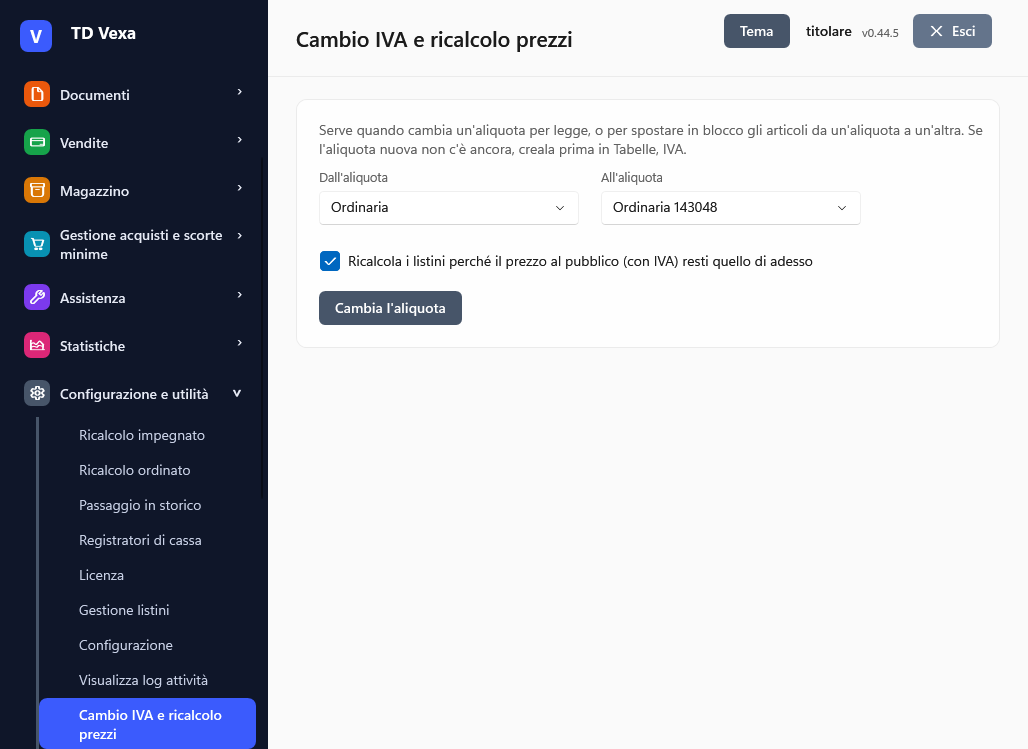 V
TD Vexa
Documenti
Vendite
Magazzino
Gestione acquisti e scorte
minime
Assistenza
Statistiche
Configurazione e utilità
Ricalcolo impegnato
Ricalcolo ordinato
Passaggio in storico
Registratori di cassa
Licenza
Gestione listini
Configurazione
Visualizza log attività
Cambio IVA e ricalcolo
prezzi
Cambio IVA e ricalcolo prezzi
Tema
titolare
v0.44.5
Esci
Serve quando cambia un'aliquota per legge, o per spostare in blocco gli articoli da un'aliquota a un'altra. Se
l'aliquota nuova non c'è ancora, creala prima in Tabelle, IVA.
Dall'aliquota
All'aliquota
Ordinaria
Ordinaria 143048
Ricalcola i listini perché il prezzo al pubblico (con IVA) resti quello di adesso
Cambia l'aliquota